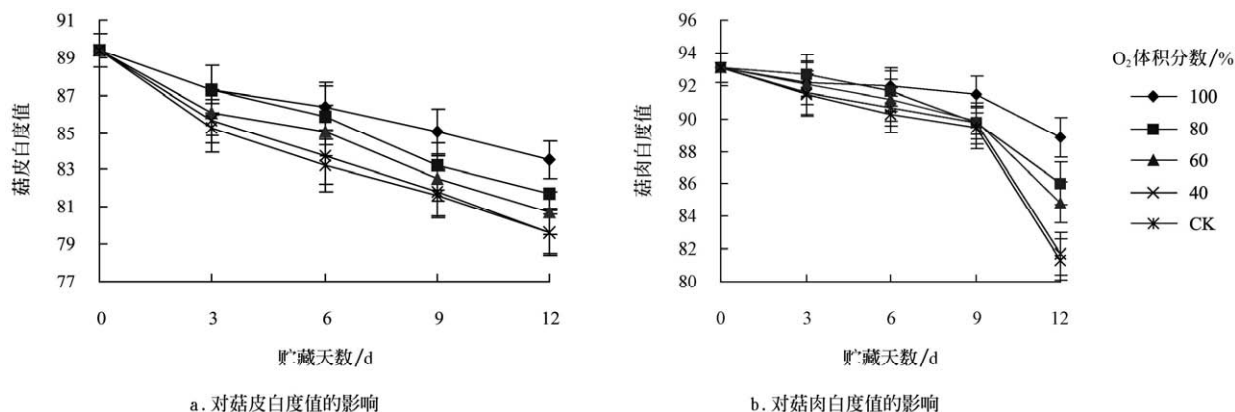 91
89
87
85
83
81
79
77
菇皮白度值
0 3 6 9 12
贮藏天数/d
a.对菇皮白度值的影响
96
94
92
90
88
86
84
82
80
菇肉白度值
0 3 6 9 12
贮藏天数/d
b.对菇肉白度值的影响
O₂体积分数/%
100
80
60
40
CK